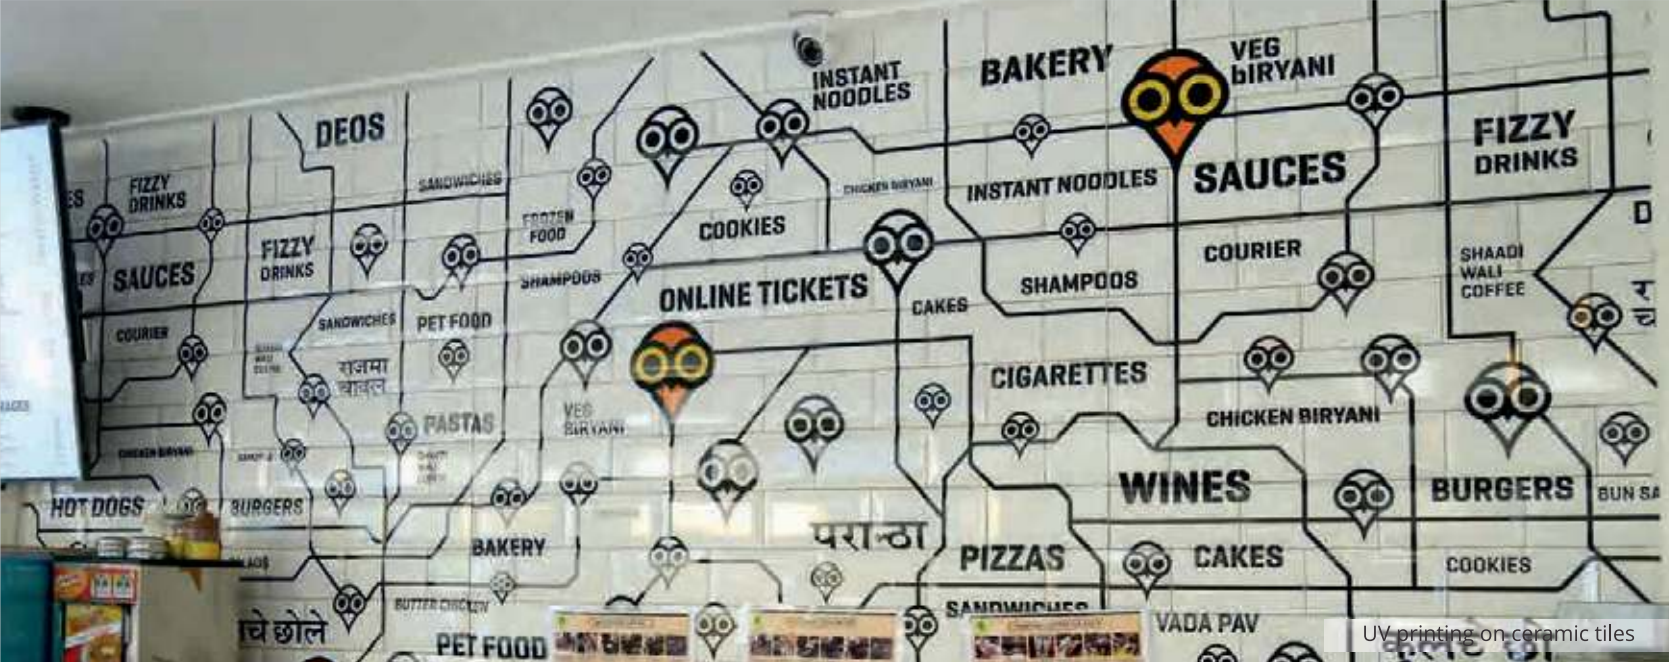 INSTANT
NOODLES
BAKERY
VEG
bIRYANI
DEOS
FIZZY
DRINKS
SANDWICHES
CHICKEN BIRYANI
INSTANT NOODLES
SAUCES
FIZZY
DRINKS
ES
FROZEN
FOOD
COOKIES
FIZZY
DRINKS
SAUCES
SHAMPOOS
ONLINE TICKETS
CAKES
SHAMPOOS
COURIER
SHAADI
WALI
COFFEE
COURIER
SANDWICHES
PET FOOD
राजमा
चावल
CIGARETTES
CHICKEN BIRYANI
PASTAS
VEG
BIRYANI
CHICKEN BIRYANI
WINES
BURGERS
BUN SA
HOT DOGS
BURGERS
BAKERY
परान्ठा
PIZZAS
CAKES
COOKIES
BUTTER CHICKEN
SANDWICHES
चे छोले
PET FOOD
VADA PAV
UV printing on ceramic tiles